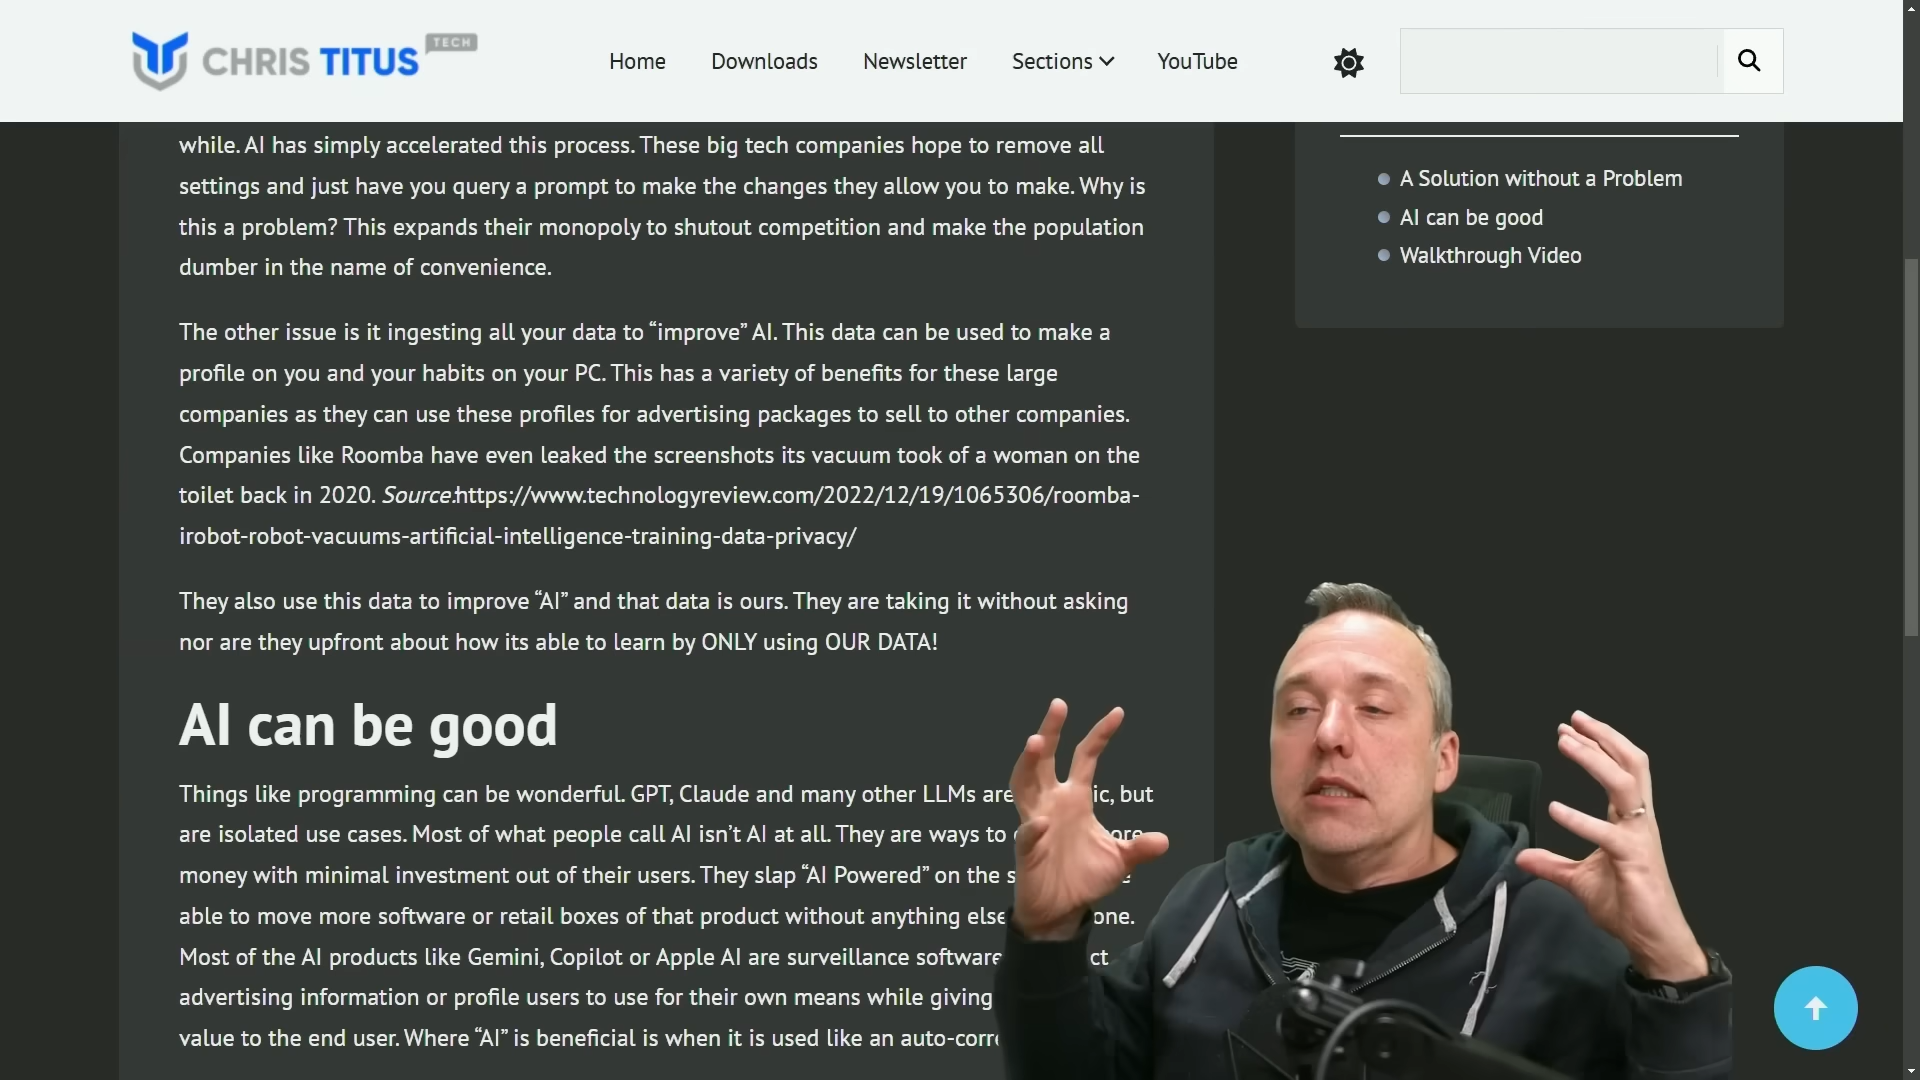 CHRIS TITUS TECH
Home
Downloads
Newsletter
Sections
YouTube
while. AI has simply accelerated this process. These big tech companies hope to remove all
settings and just have you query a prompt to make the changes they allow you to make. Why is
this a problem? This expands their monopoly to shutout competition and make the population
dumber in the name of convenience.
The other issue is it ingesting all your data to “improve” AI. This data can be used to make a
profile on you and your habits on your PC. This has a variety of benefits for these large
companies as they can use these profiles for advertising packages to sell to other companies.
Companies like Roomba have even leaked the screenshots its vacuum took of a woman on the
toilet back in 2020. Source:https://www.technologyreview.com/2022/12/19/1065306/roomba-
irobot-robot-vacuums-artificial-intelligence-training-data-privacy/
They also use this data to improve “AI” and that data is ours. They are taking it without asking
nor are they upfront about how its able to learn by ONLY using OUR DATA!
AI can be good
Things like programming can be wonderful. GPT, Claude and many other LLMs are but
are isolated use cases. Most of what people call AI isn’t AI at all. They are ways to
money with minimal investment out of their users. They slap “AI Powered” on the
able to move more software or retail boxes of that product without anything else
Most of the AI products like Gemini, Copilot or Apple AI are surveillance software
advertising information or profile users to use for their own means while giving
value to the end user. Where “AI” is beneficial is when it is used like an
A Solution without a Problem
AI can be good
Walkthrough Video